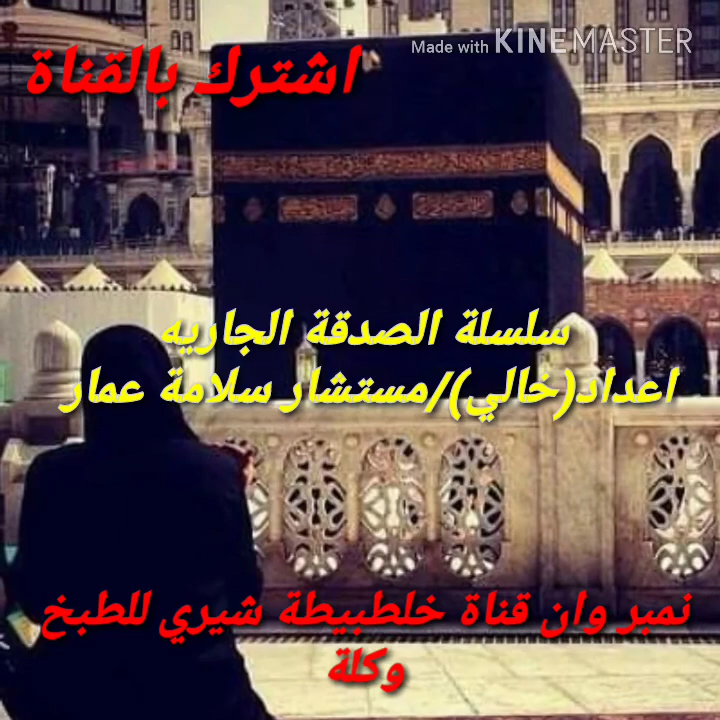 Made with KINEMASTER
اشترك بالقناة
سلسلة الصدقة الجاريه
اعداد(خالي)/مستشار سلامة عمار
نمبر وان قناة خلطبيطة شيري للطبخ
وكلة